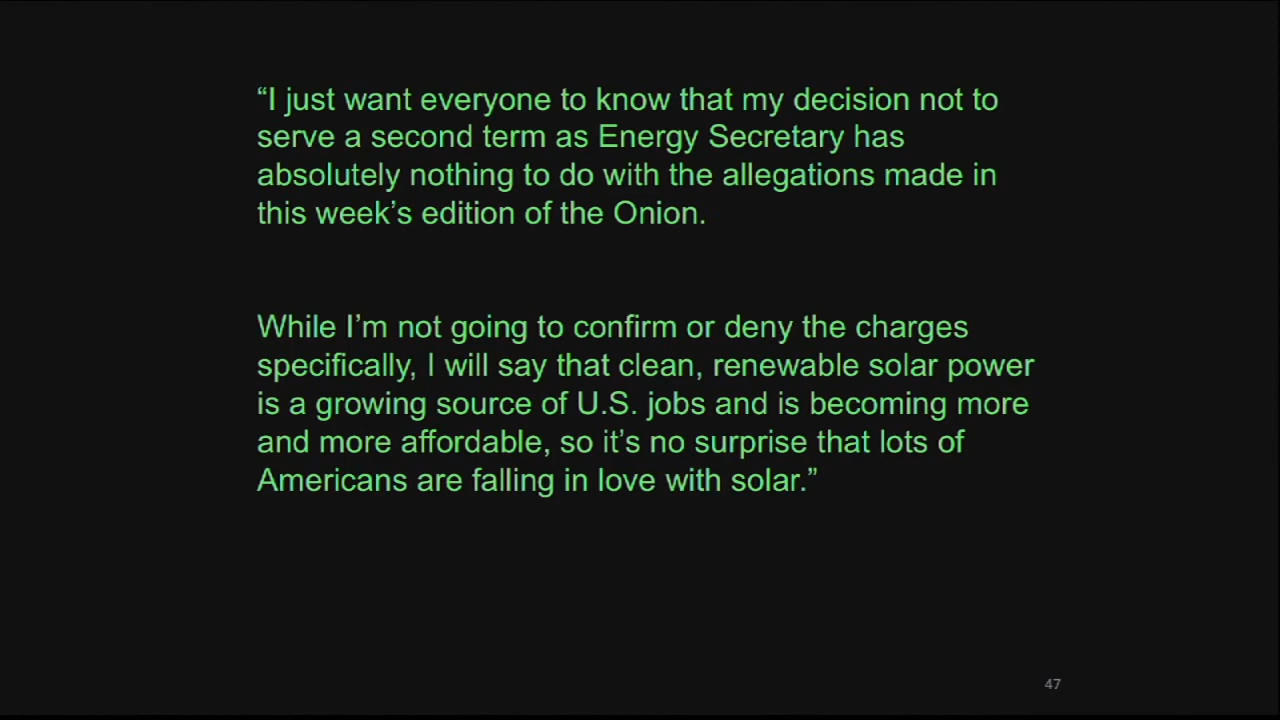 “I just want everyone to know that my decision not to
serve a second term as Energy Secretary has
absolutely nothing to do with the allegations made in
this week’s edition of the Onion.
While I’m not going to confirm or deny the charges
specifically, I will say that clean, renewable solar power
is a growing source of U.S. jobs and is becoming more
and more affordable, so it’s no surprise that lots of
Americans are falling in love with solar.”
47